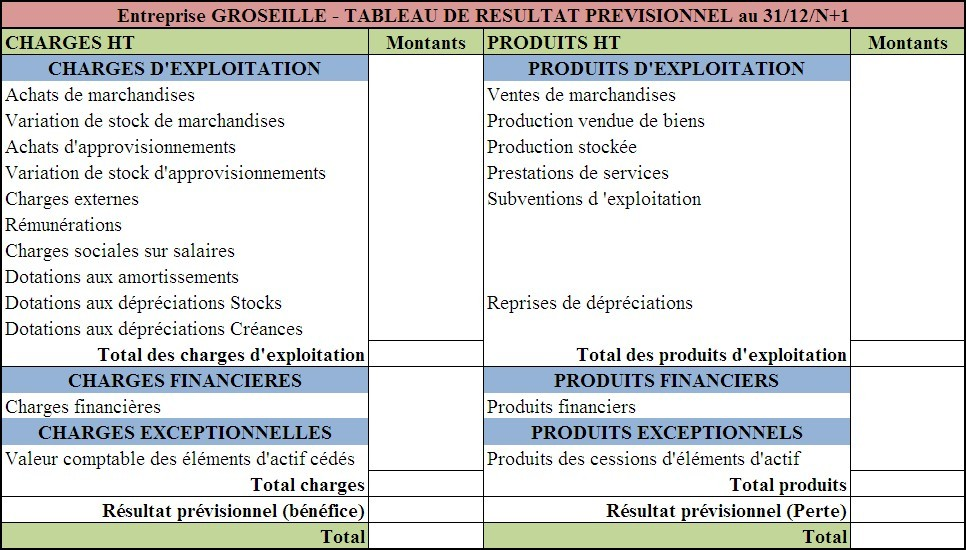 Entreprise GROSEILLE - TABLEAU DE RESULTAT PREVISIONNEL au 31/12/N+1
CHARGES HT Montants PRODUITS HT Montants
CHARGES D'EXPLOITATION PRODUITS D'EXPLOITATION
Achats de marchandises Ventes de marchandises
Variation de stock de marchandises Production vendue de biens
Achats d'approvisionnements Production stockée
Variation de stock d'approvisionnements Prestations de services
Charges externes Subventions d 'exploitation
Rémunérations
Charges sociales sur salaires
Dotations aux amortissements
Dotations aux dépréciations Stocks Reprises de dépréciations
Dotations aux dépréciations Créances
Total des charges d'exploitation Total des produits d'exploitation
CHARGES FINANCIERES PRODUITS FINANCIERS
Charges financières Produits financiers
CHARGES EXCEPTIONNELLES PRODUITS EXCEPTIONNELS
Valeur comptable des éléments d'actif cédés Produits des cessions d'éléments d'actif
Total charges Total produits
Résultat prévisionnel (bénéfice) Résultat prévisionnel (Perte)
Total Total